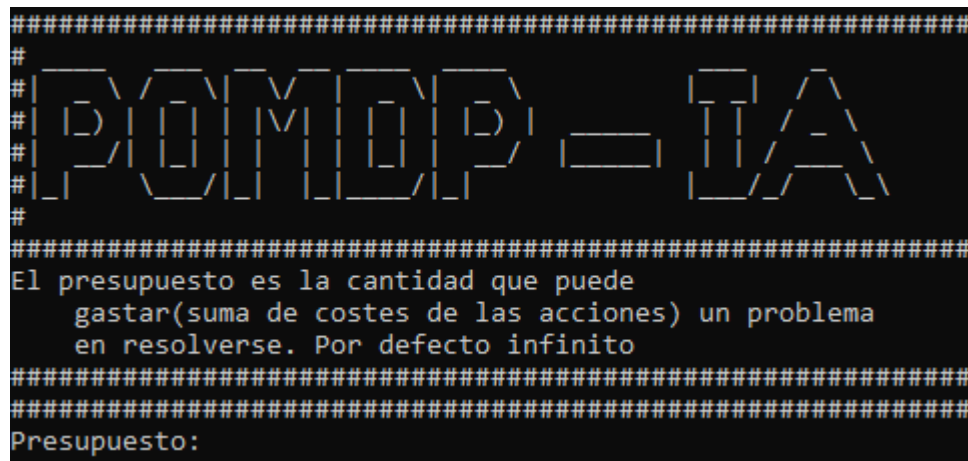 ############################################################
#
POMDP - IA
#
############################################################
El presupuesto es la cantidad que puede
gastar(suma de costes de las acciones) un problema
en resolverse. Por defecto infinito
############################################################
############################################################
Presupuesto: